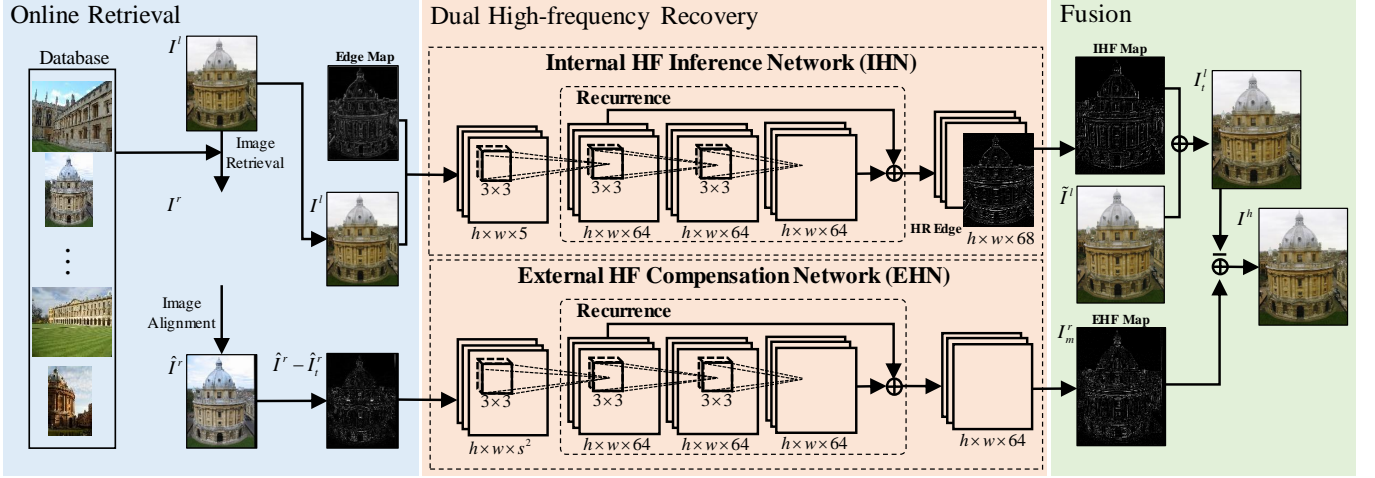 Online Retrieval
Database
I^l
Image
Retrieval
I^r
Image
Alignment
Î^r
Î^r − Î_t^r
Edge Map
I^l
Dual High-frequency Recovery
Internal HF Inference Network (IHN)
Recurrence
3×3
3×3
3×3
h×w×5
h×w×64
h×w×64
h×w×64
HR Edge
h×w×68
External HF Compensation Network (EHN)
Recurrence
3×3
3×3
3×3
h×w×s²
h×w×64
h×w×64
h×w×64
h×w×64
Fusion
IHF Map
I_t^l
Ĩ^l
I^h
EHF Map
I_m^r